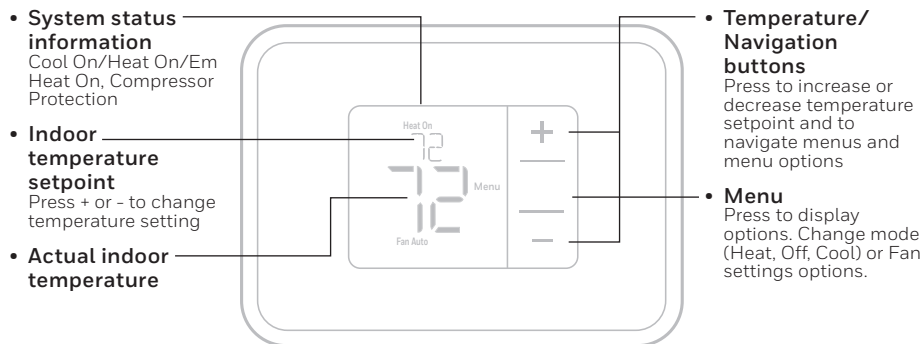 • System status
information
Cool On/Heat On/Em
Heat On, Compressor
Protection
• Indoor
temperature
setpoint
Press + or - to change
temperature setting
• Actual indoor
temperature
Heat On
72
72
Menu
Fan Auto
+
–
• Temperature/
Navigation
buttons
Press to increase or
decrease temperature
setpoint and to
navigate menus and
menu options
• Menu
Press to display
options. Change mode
(Heat, Off, Cool) or Fan
settings options.